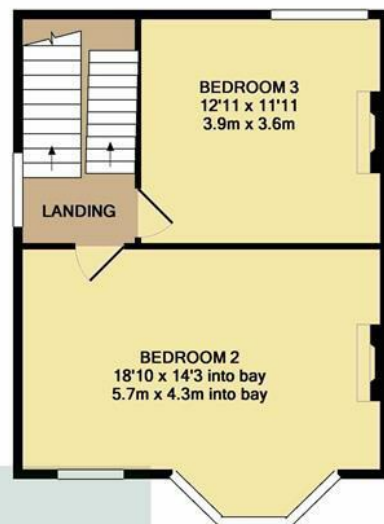 BEDROOM 3
12'11 x 11'11
3.9m x 3.6m
LANDING
BEDROOM 2
18'10 x 14'3 into bay
5.7m x 4.3m into bay